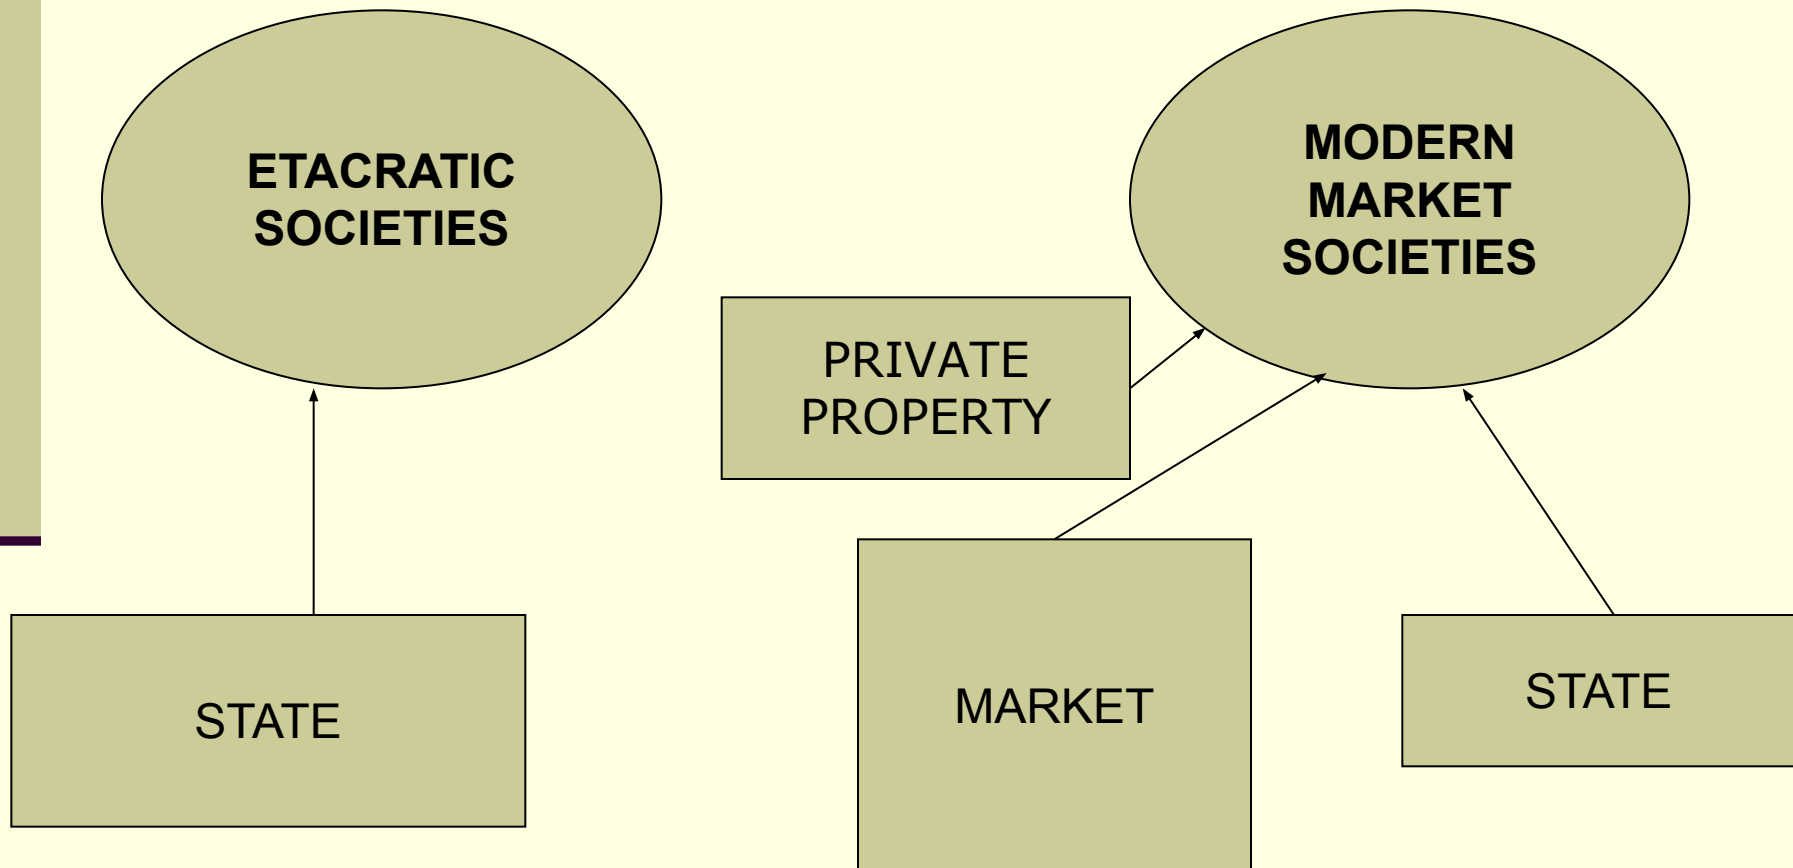 ETACRATIC
SOCIETIES
MODERN
MARKET
SOCIETIES
PRIVATE
PROPERTY
STATE
MARKET
STATE